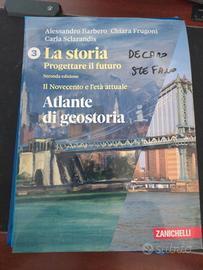 Alessandro Barbero Chiara Frugoni
Carla Sclarandis
3 La storia
Progettare il futuro
Seconda edizione
Il Novecento e l'età attuale
Atlante
di geostoria
DECARO
STEFANO
ZANICHELLI
subito